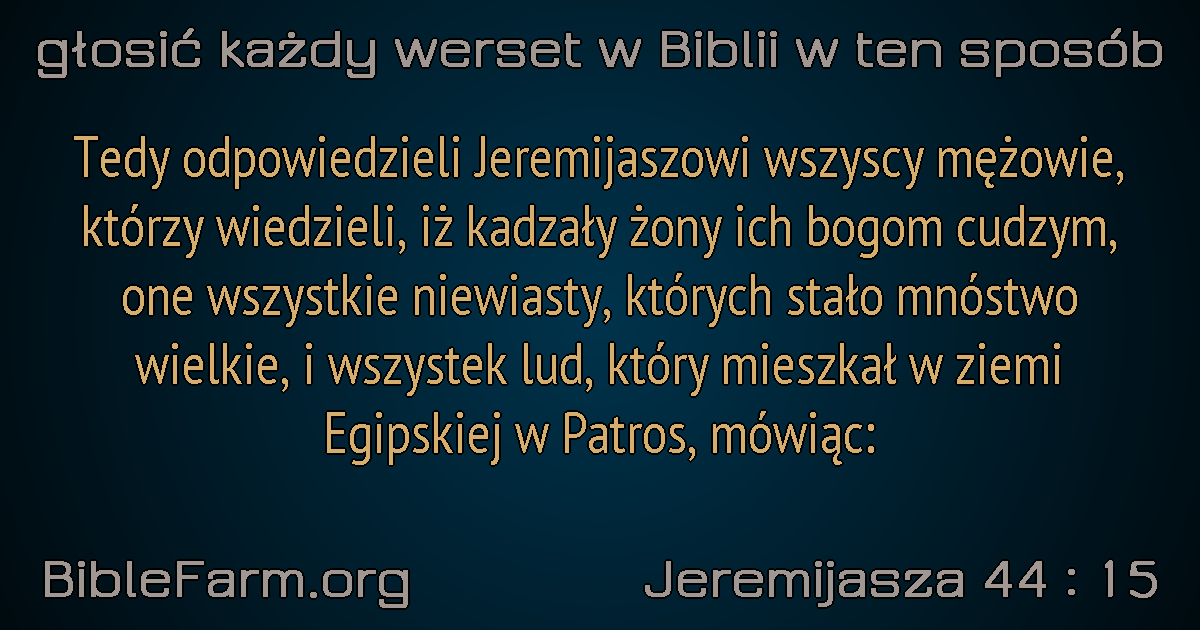 głosić każdy werset w Biblii w ten sposób
Tedy odpowiedzieli Jeremijaszowi wszyscy mężowie,
którzy wiedzieli, iż kadzały żony ich bogom cudzym,
one wszystkie niewiasty, których stało mnóstwo
wielkie, i wszystek lud, który mieszkał w ziemi
Egipskiej w Patros, mówiąc:
BibleFarm.org
Jeremijasza 44 : 15